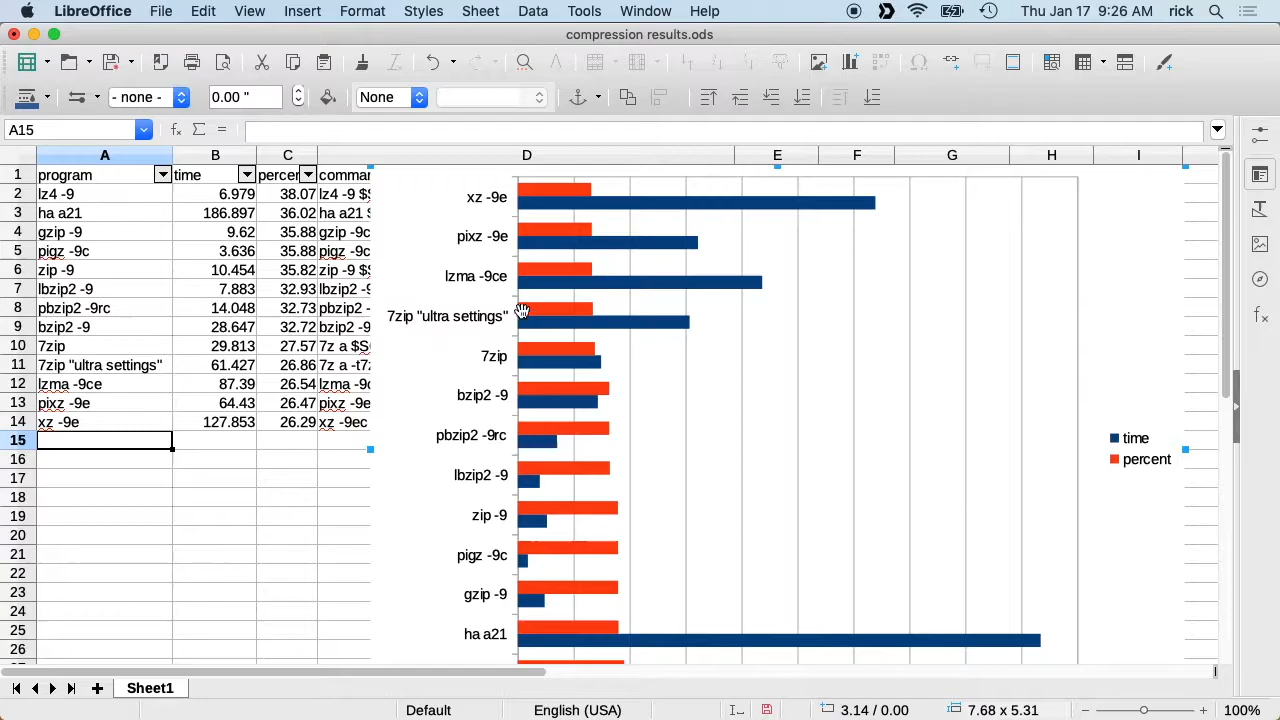 LibreOffice File Edit View Insert Format Styles Sheet Data Tools Window Help Thu Jan 17 9:26 AM rick
compression results.ods
- none - 0.00 " None
A15
A B C D E F G H I
1 program time percen comman
2 lz4 -9 6.979 38.07 lz4 -9 $S
3 ha a21 186.897 36.02 ha a21 $
4 gzip -9 9.62 35.88 gzip -9c
5 pigz -9c 3.636 35.88 pigz -9c
6 zip -9 10.454 35.82 zip -9 $S
7 lbzip2 -9 7.883 32.93 lbzip2 -9
8 pbzip2 -9rc 14.048 32.73 pbzip2 -
9 bzip2 -9 28.647 32.72 bzip2 -9
10 7zip 29.813 27.57 7z a $S
11 7zip "ultra settings" 61.427 26.86 7z a -t7z
12 lzma -9ce 87.39 26.54 lzma -9c
13 pixz -9e 64.43 26.47 pixz -9e
14 xz -9e 127.853 26.29 xz -9ec
15
16
17
18
19
20
21
22
23
24
25
26
xz -9e
pixz -9e
lzma -9ce
7zip "ultra settings"
7zip
bzip2 -9
pbzip2 -9rc
lbzip2 -9
zip -9
pigz -9c
gzip -9
ha a21
time
percent
Sheet1
Default English (USA) 3.14 / 0.00 7.68 x 5.31 100%